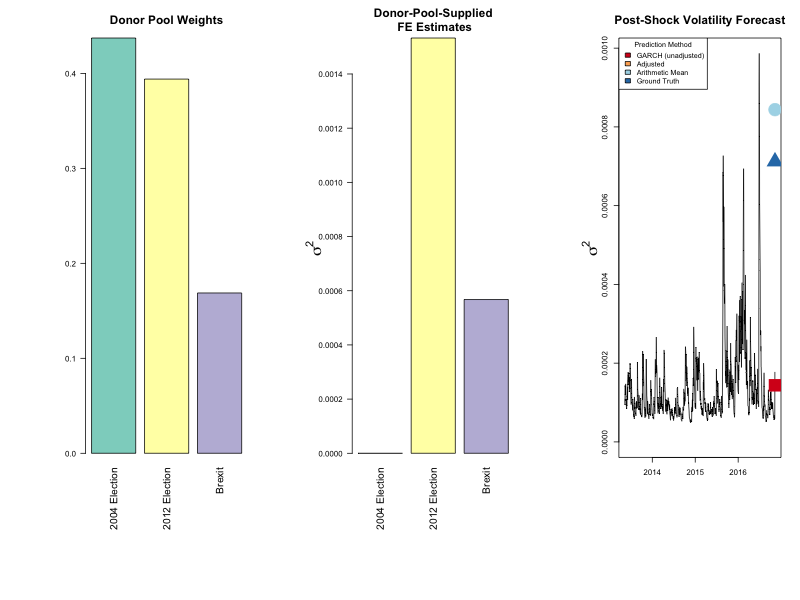 Donor Pool Weights
0.4
0.3
0.2
0.1
0.0
2004 Election
2012 Election
Brexit
Donor-Pool-Supplied
FE Estimates
σ²
0.0014
0.0012
0.0010
0.0008
0.0006
0.0004
0.0002
0.0000
2004 Election
2012 Election
Brexit
Post-Shock Volatility Forecast
σ²
0.0010
0.0008
0.0006
0.0004
0.0002
0.0000
Prediction Method
GARCH (unadjusted)
Adjusted
Arithmetic Mean
Ground Truth
2014 2015 2016